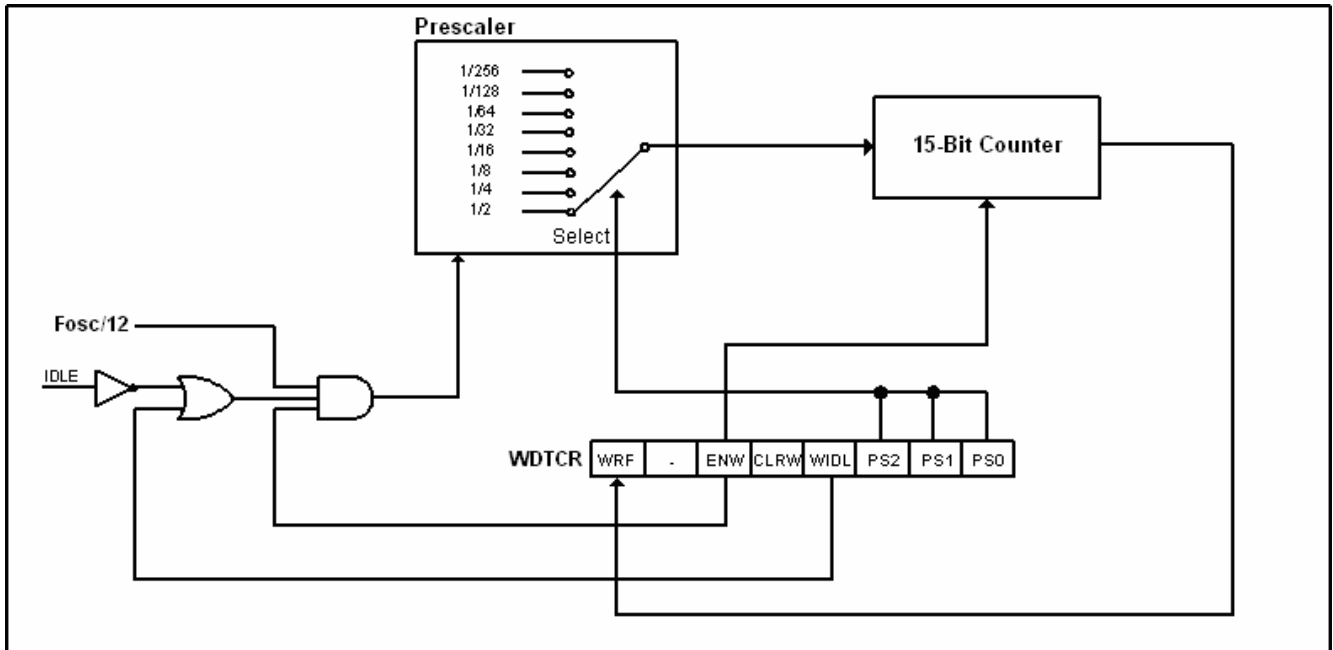 Prescaler
1/256
1/128
1/64
1/32
1/16
1/8
1/4
1/2
Select
15-Bit Counter
Fosc/12
IDLE
WDTCR WRF - ENW CLRW WIDL PS2 PS1 PS0